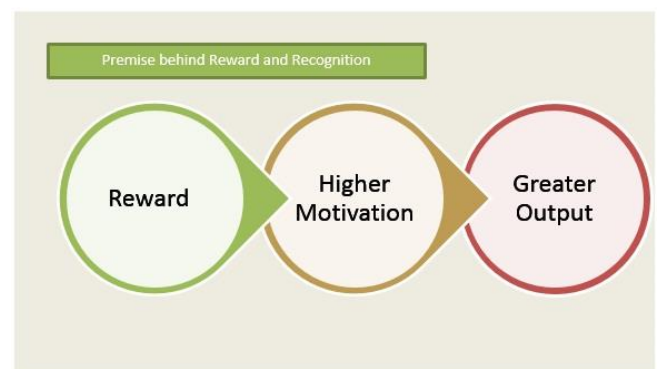 Premise behind Reward and Recognition
Reward
Higher
Motivation
Greater
Output